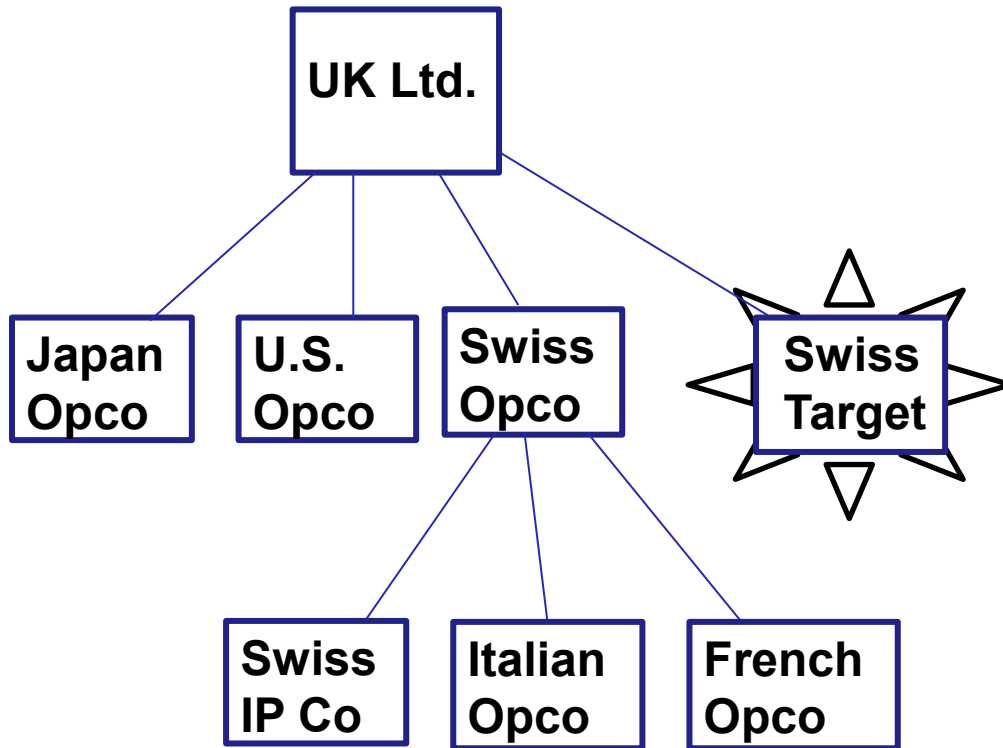 UK Ltd.
Japan
Opco
U.S.
Opco
Swiss
Opco
Swiss
Target
Swiss
IP Co
Italian
Opco
French
Opco